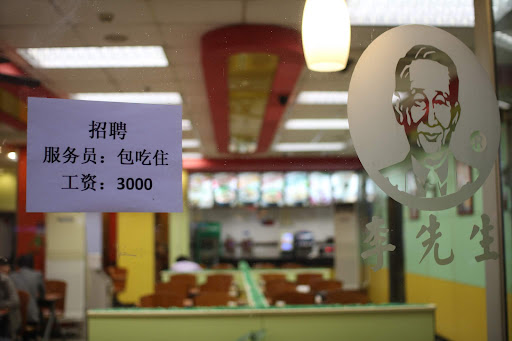 招聘
服务员：包吃住
工资：3000
李先生